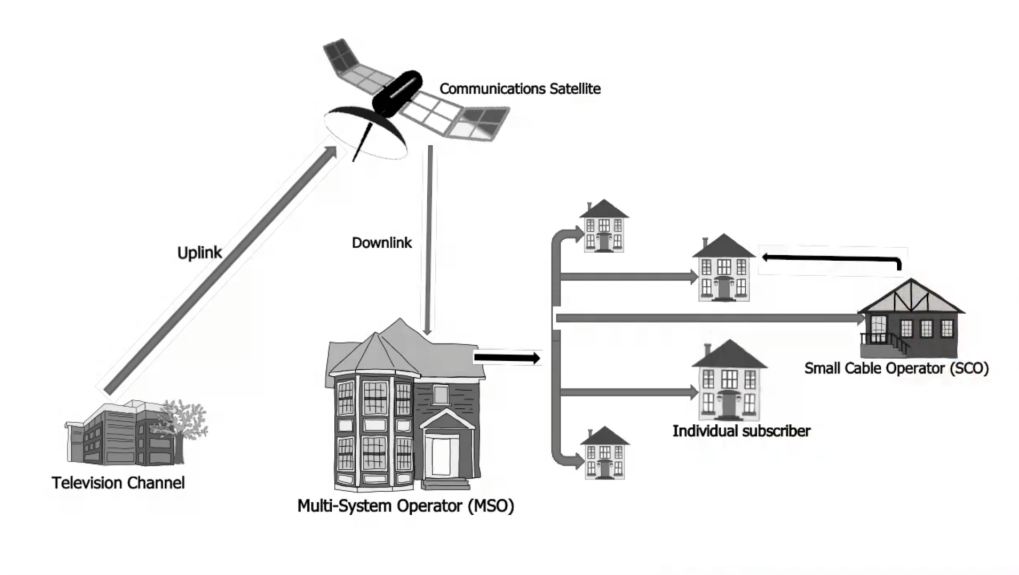 Communications Satellite
Uplink
Downlink
Small Cable Operator (SCO)
Individual subscriber
Television Channel
Multi-System Operator (MSO)